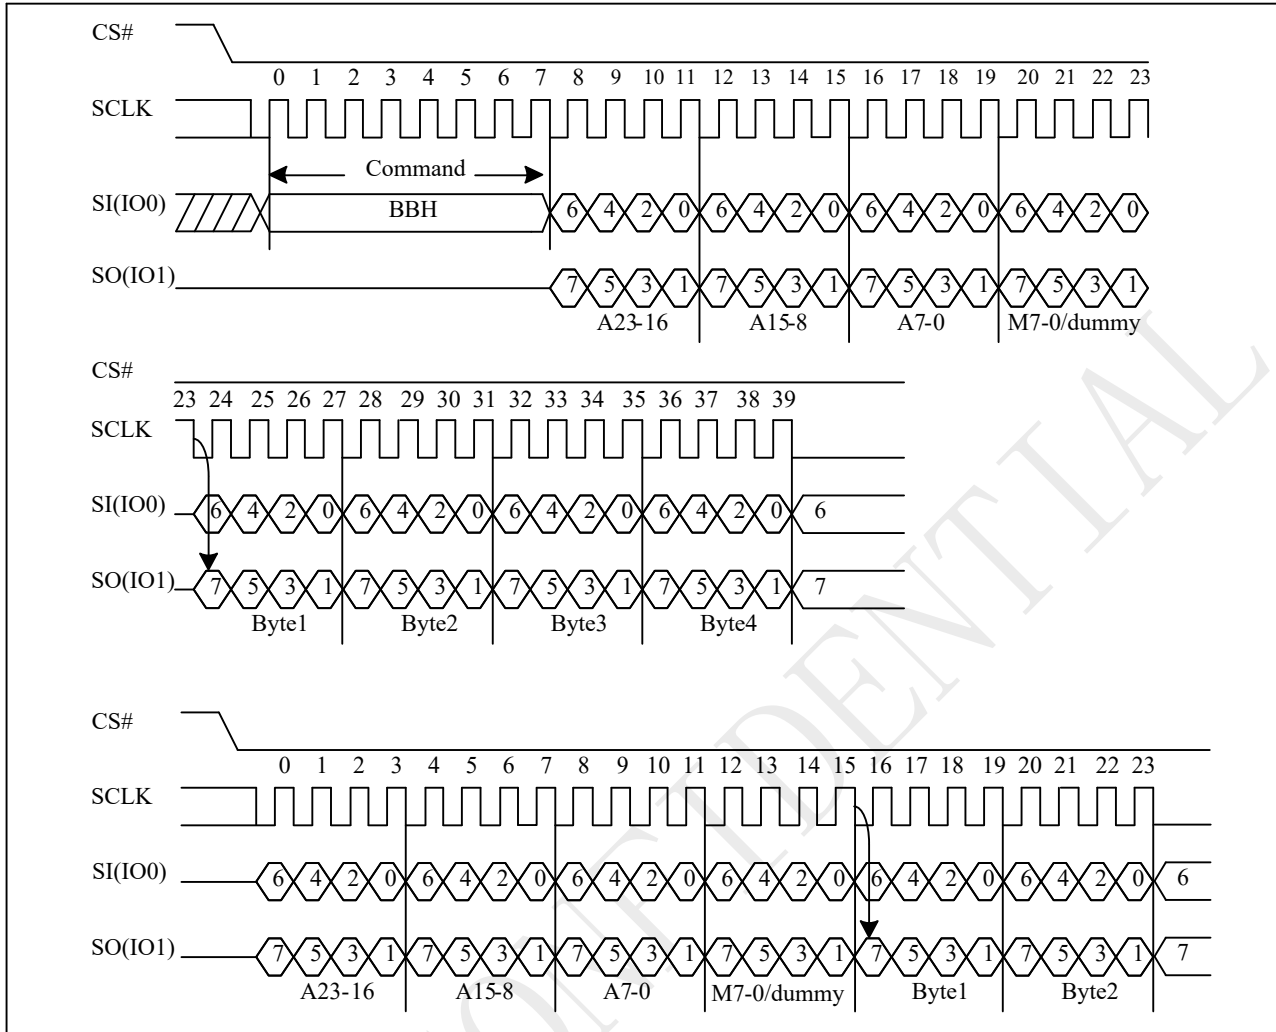 CS#
0 1 2 3 4 5 6 7 8 9 10 11 12 13 14 15 16 17 18 19 20 21 22 23
SCLK
Command
SI(IO0) BBH 6 4 2 0 6 4 2 0 6 4 2 0 6 4 2 0
SO(IO1) 7 5 3 1 7 5 3 1 7 5 3 1 7 5 3 1
A23-16 A15-8 A7-0 M7-0/dummy
CS#
23 24 25 26 27 28 29 30 31 32 33 34 35 36 37 38 39
SCLK
SI(IO0) 6 4 2 0 6 4 2 0 6 4 2 0 6 4 2 0 6
SO(IO1) 7 5 3 1 7 5 3 1 7 5 3 1 7 5 3 1 7
Byte1 Byte2 Byte3 Byte4
CS#
0 1 2 3 4 5 6 7 8 9 10 11 12 13 14 15 16 17 18 19 20 21 22 23
SCLK
SI(IO0) 6 4 2 0 6 4 2 0 6 4 2 0 6 4 2 0 6 4 2 0 6 4 2 0 6
SO(IO1) 7 5 3 1 7 5 3 1 7 5 3 1 7 5 3 1 7 5 3 1 7 5 3 1 7
A23-16 A15-8 A7-0 M7-0/dummy Byte1 Byte2
ONFIDENTIAL